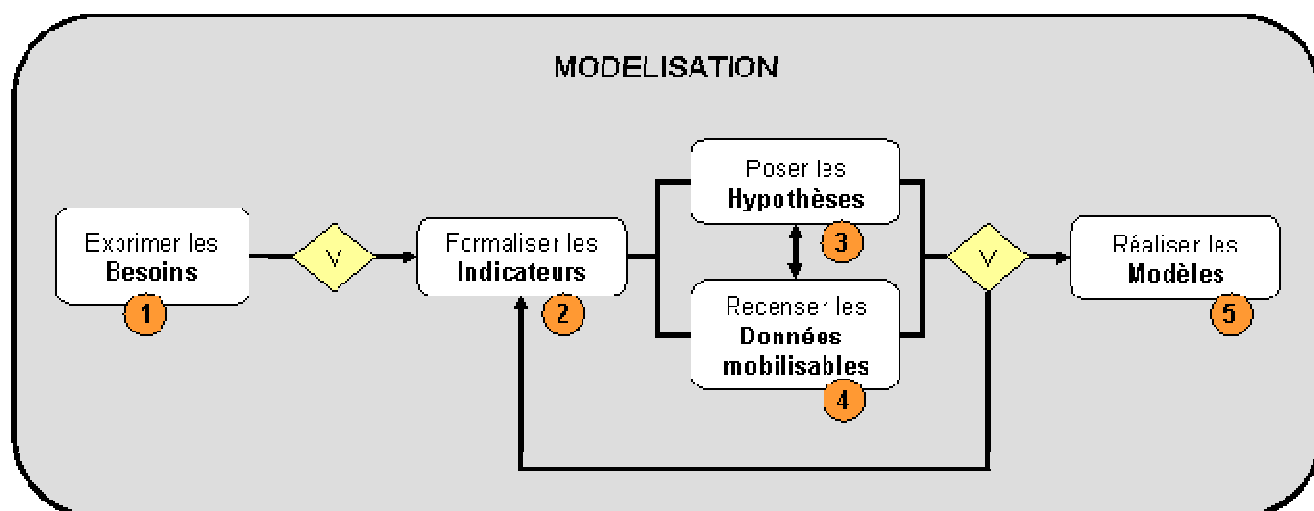 MODELISATION
Exprimer les
Besoins
1
V
Formaliser les
Indicateurs
2
Poser les
Hypothèses
3
Recenser les
Données
mobilisables
4
V
Réaliser les
Modèles
5